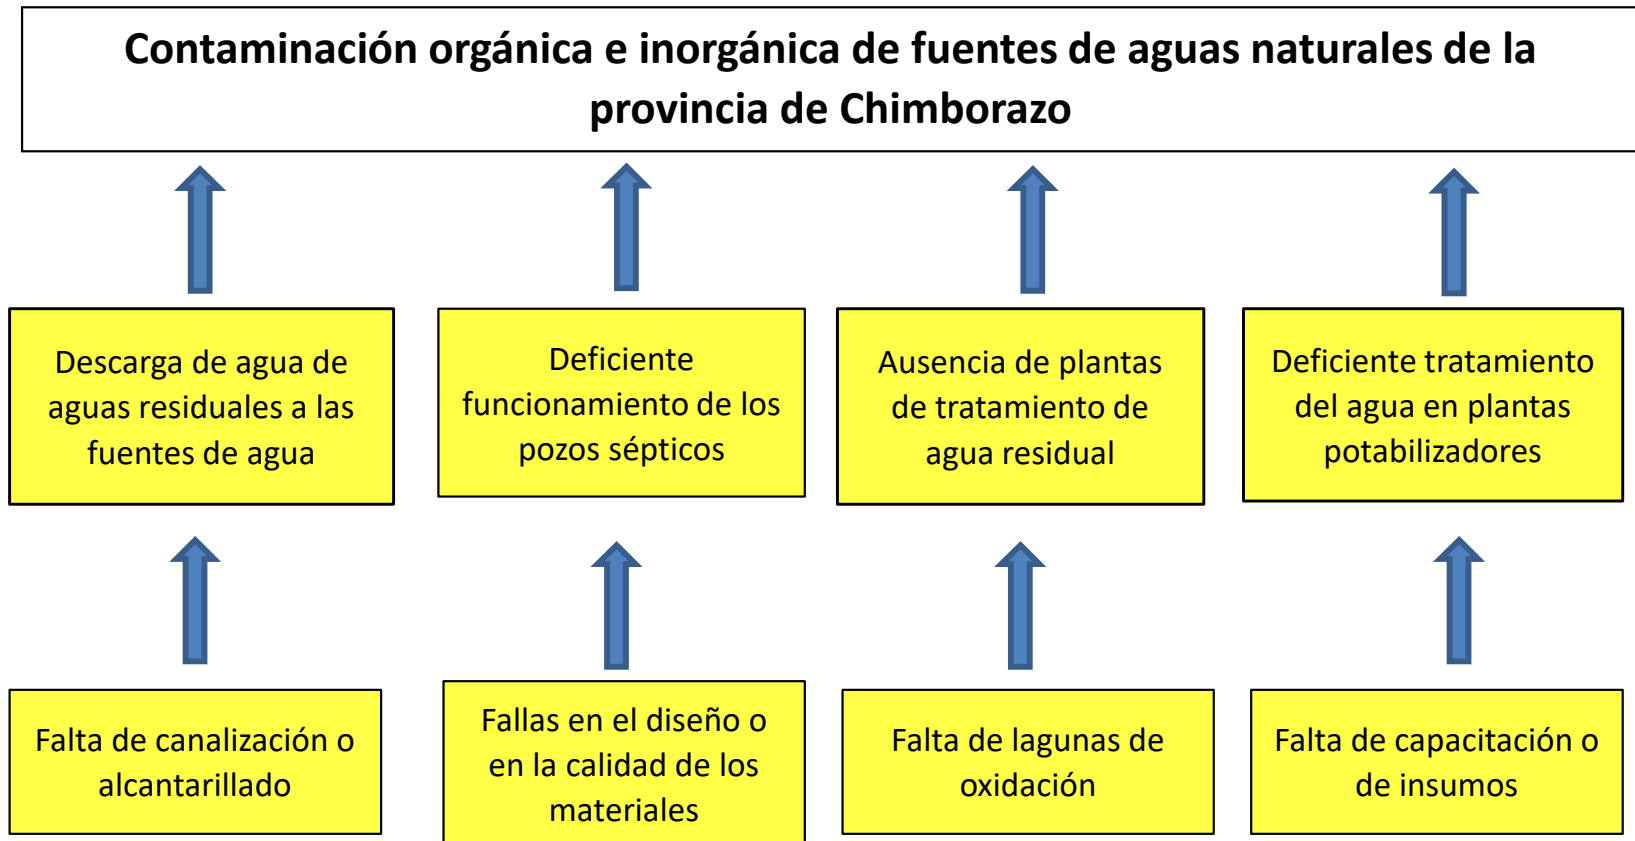 Contaminación orgánica e inorgánica de fuentes de aguas naturales de la
provincia de Chimborazo
Descarga de agua de
aguas residuales a las
fuentes de agua
Deficiente
funcionamiento de los
pozos sépticos
Ausencia de plantas
de tratamiento de
agua residual
Deficiente tratamiento
del agua en plantas
potabilizadores
Falta de canalización o
alcantarillado
Fallas en el diseño o
en la calidad de los
materiales
Falta de lagunas de
oxidación
Falta de capacitación o
de insumos